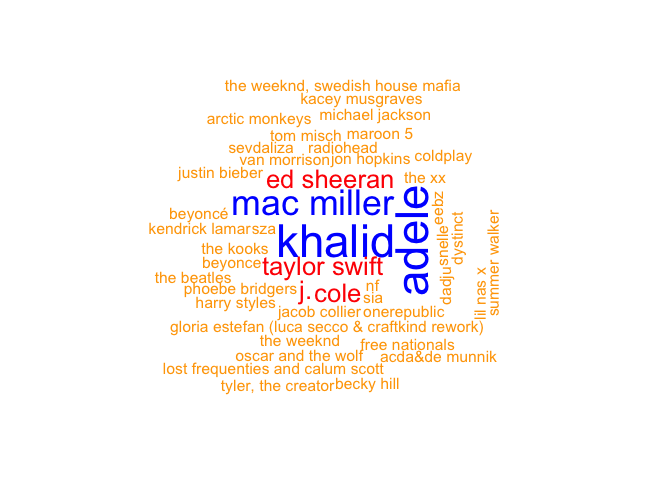 the weeknd, swedish house mafia
kacey musgraves
arctic monkeys
michael jackson
tom misch
maroon 5
sevdaliza
radiohead
van morrison
jon hopkins
coldplay
justin bieber
ed sheeran
the xx
mac miller
adele
eebz
beyoncé
kendrick lamar
sza
khalid
snelle
dystinct
dadju
lil nas x
summer walker
the kooks
beyonce
taylor swift
the beatles
phoebe bridgers
j. cole
nf
sia
harry styles
jacob collier
onerepublic
gloria estefan (luca secco & craftkind rework)
the weeknd
free nationals
oscar and the wolf
acda&de munnik
lost frequenties and calum scott
tyler, the creator
becky hill